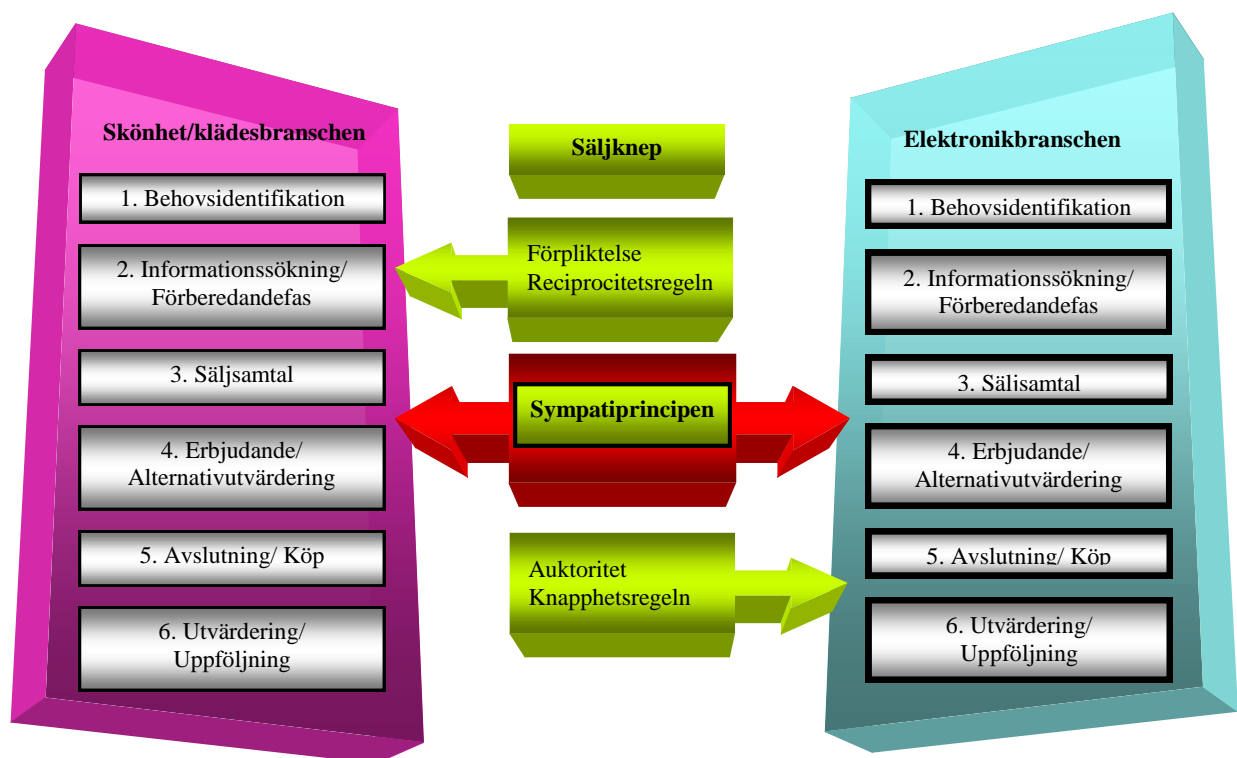 Skönhet/klädesbranschen
1. Behovsidentifikation
2. Informationssökning/
Förberedandefas
3. Säljsamtal
4. Erbjudande/
Alternativutvärdering
5. Avslutning/ Köp
6. Utvärdering/
Uppföljning
Säljknep
Förpliktelse
Reciprocitetsregeln
Sympatiprincipen
Auktoritet
Knapphetsregeln
Elektronikbranschen
1. Behovsidentifikation
2. Informationssökning/
Förberedandefas
3. Säljsamtal
4. Erbjudande/
Alternativutvärdering
5. Avslutning/ Köp
6. Utvärdering/
Uppföljning